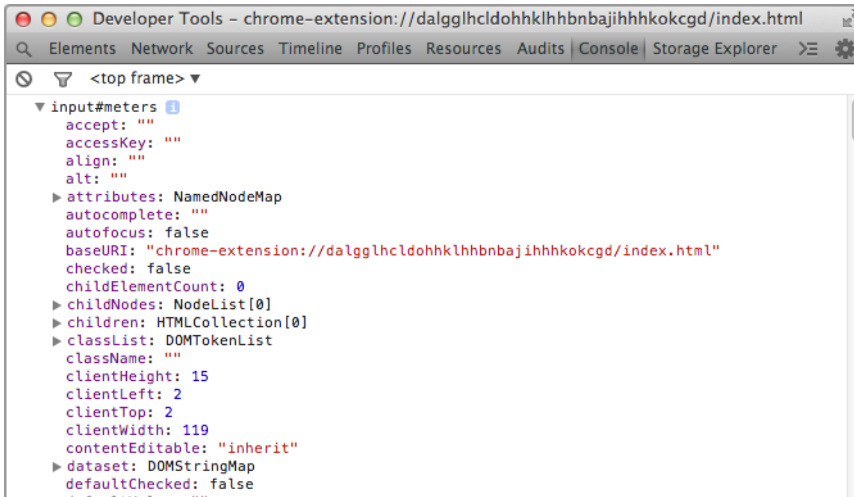 Developer Tools – chrome-extension://dalgglhcldohhklhhbnbajihhhkokcgd/index.html
Elements Network Sources Timeline Profiles Resources Audits Console Storage Explorer
<top frame> ▼
▼ input#meters i
accept: ""
accessKey: ""
align: ""
alt: ""
▶ attributes: NamedNodeMap
autocomplete: ""
autofocus: false
baseURI: "chrome-extension://dalgglhcldohhklhhbnbajihhhkokcgd/index.html"
checked: false
childElementCount: 0
▶ childNodes: NodeList[0]
▶ children: HTMLCollection[0]
▶ classList: DOMTokenList
className: ""
clientHeight: 15
clientLeft: 2
clientTop: 2
clientWidth: 119
contentEditable: "inherit"
▶ dataset: DOMStringMap
defaultChecked: false